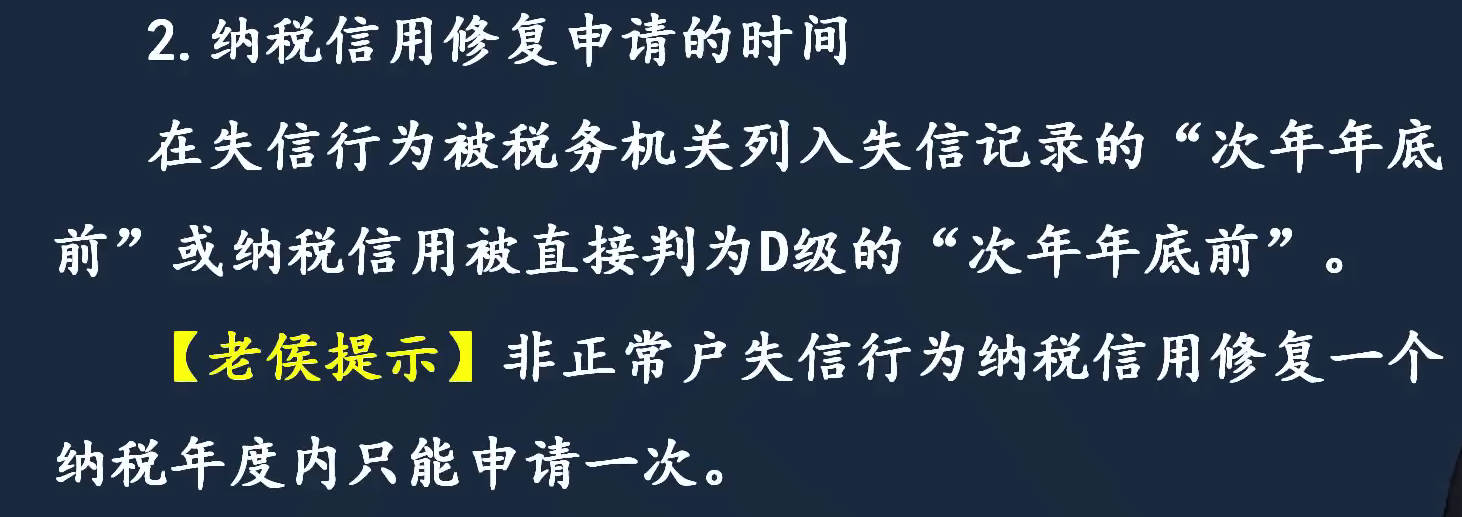 2. 纳税信用修复申请的时间
在失信行为被税务机关列入失信记录的“次年年底
前”或纳税信用被直接判为D级的“次年年底前”。
【老侯提示】非正常户失信行为纳税信用修复一个
纳税年度内只能申请一次。